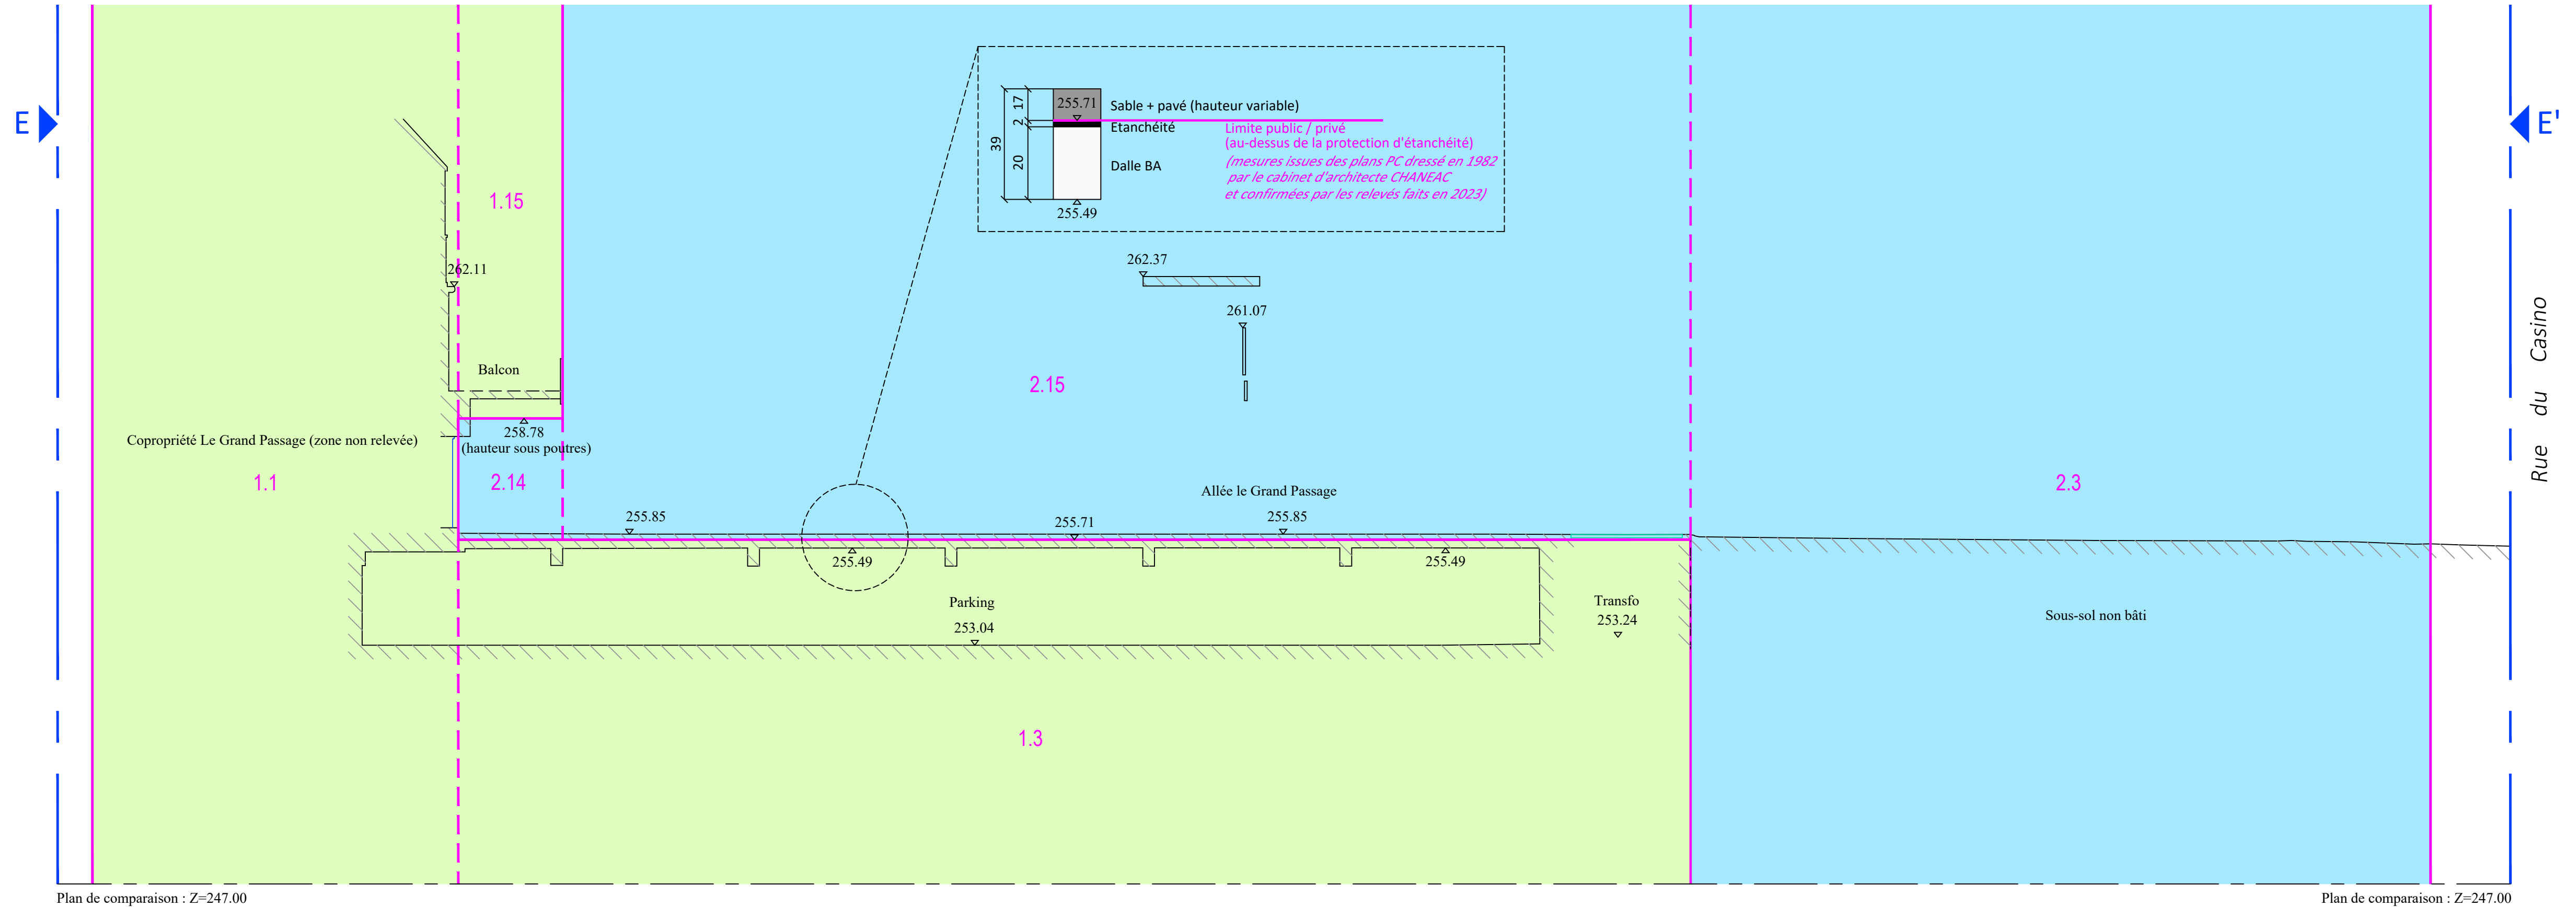 E
E'
17
2
20
39
255.71
Sable + pavé (hauteur variable)
Etanchéité
Dalle BA
255.49
Limite public / privé
(au-dessus de la protection d'étanchéité)
(mesures issues des plans PC dressé en 1982
par le cabinet d'architecte CHANEAC
et confirmées par les relevés faits en 2023)
1.15
262.11
262.37
261.07
Balcon
2.15
258.78
(hauteur sous poutres)
Copropriété Le Grand Passage (zone non relevée)
1.1
2.14
2.3
Rue du Casino
Allée le Grand Passage
255.85
255.71
255.85
255.49
255.49
Parking
253.04
Transfo
253.24
Sous-sol non bâti
1.3
Plan de comparaison : Z=247.00
Plan de comparaison : Z=247.00